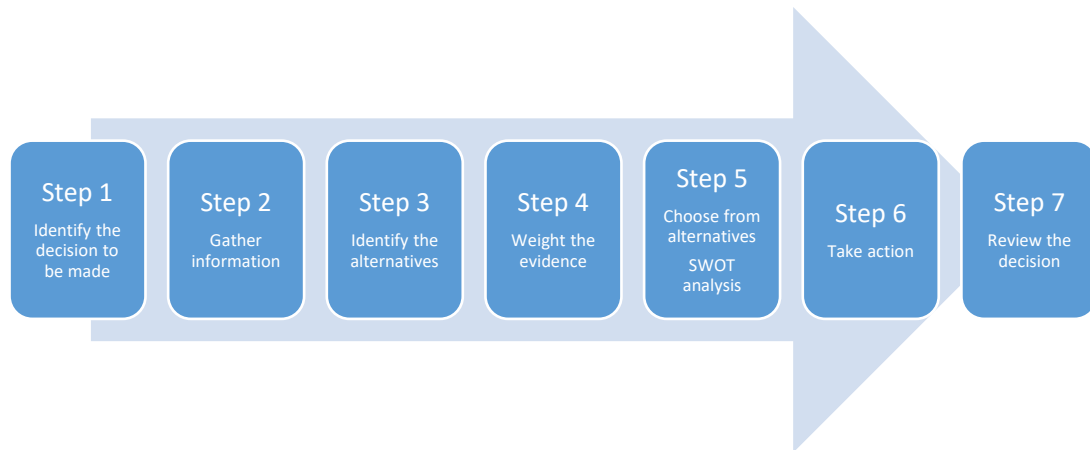 Step 1
Identify the
decision to
be made
Step 2
Gather
information
Step 3
Identify the
alternatives
Step 4
Weight the
evidence
Step 5
Choose from
alternatives
SWOT
analysis
Step 6
Take action
Step 7
Review the
decision